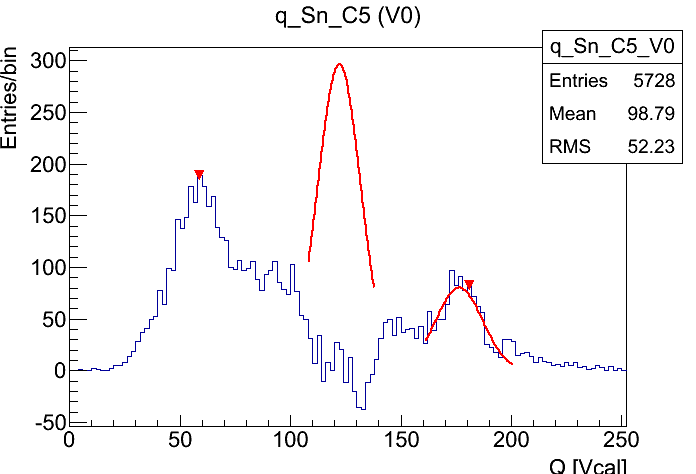 q_Sn_C5 (V0)
q_Sn_C5_V0
Entries 5728
Mean 98.79
RMS 52.23
Entries/bin
300
250
200
150
100
50
0
-50
0 50 100 150 200 250
Q [Vcal]